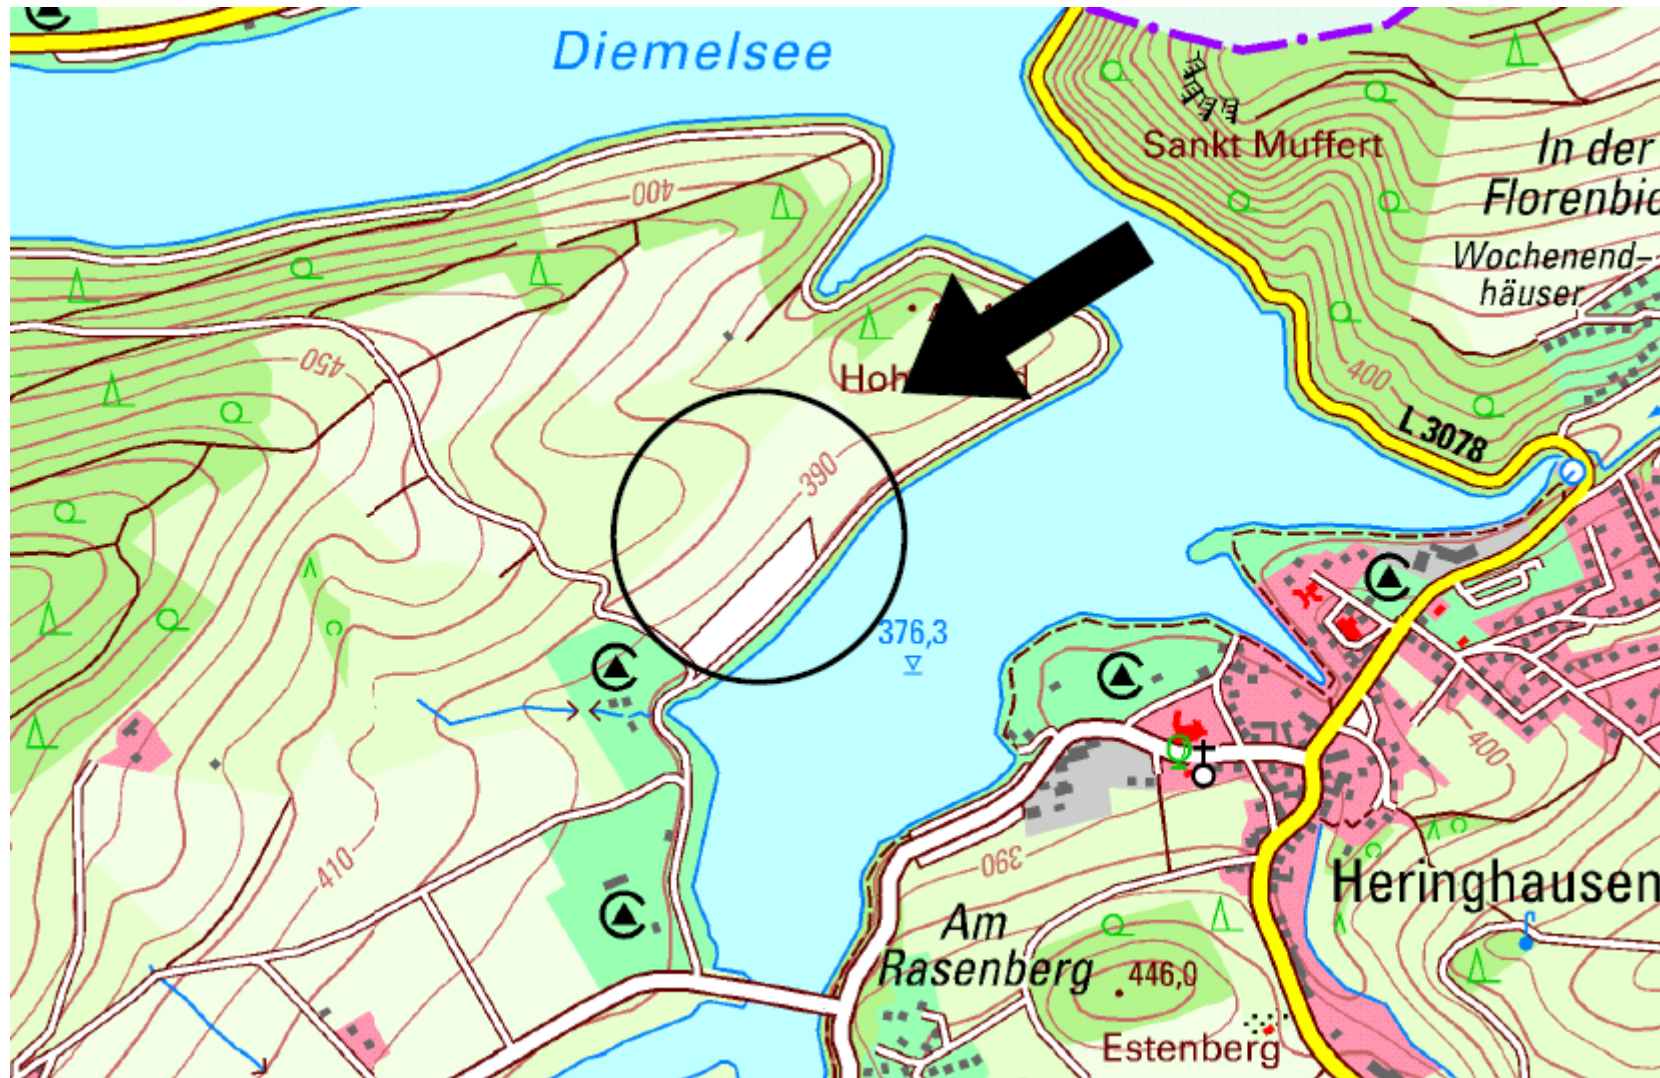 Diemelsee
Sankt Muffert
In der
400
Wochenend–
häuser
450
400
L 3078
390
376,3
400
410
390
Heringhausen
Am
Rasenberg
446,0
Estenberg